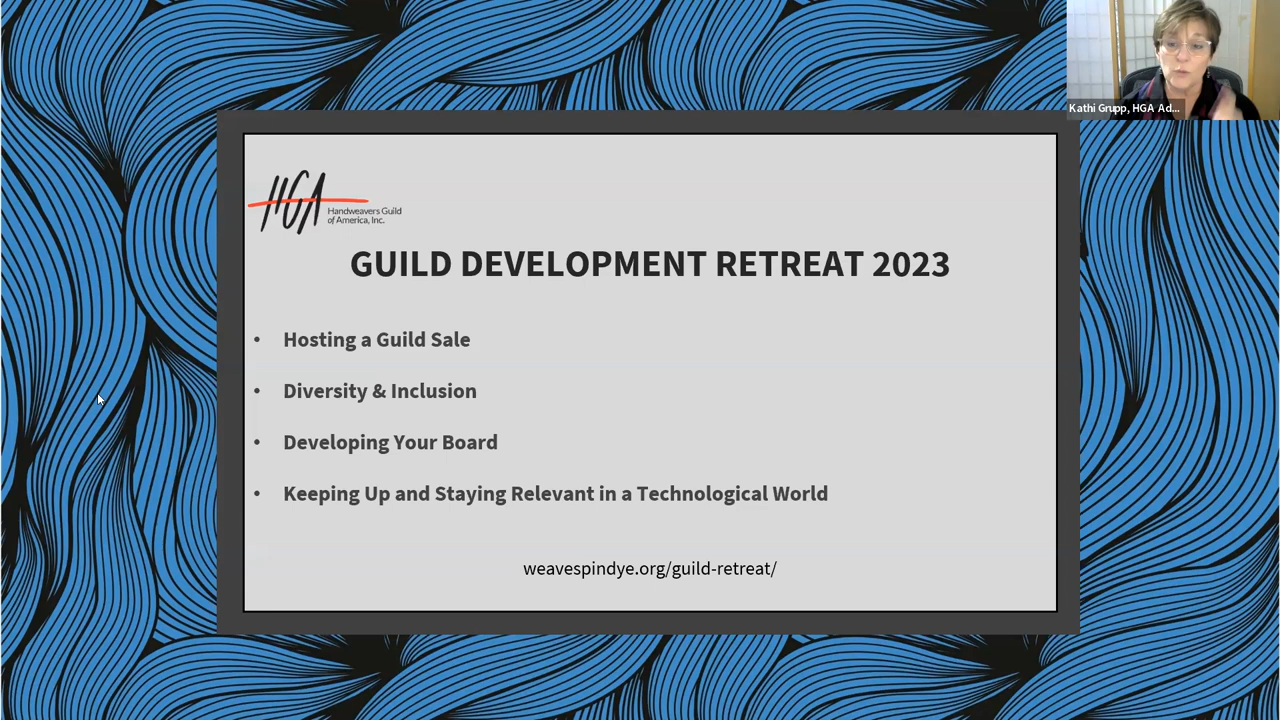 Kathi Grupp, HGA Ad...
HGA
Handweavers Guild
of America, Inc.
GUILD DEVELOPMENT RETREAT 2023
• Hosting a Guild Sale
• Diversity & Inclusion
• Developing Your Board
• Keeping Up and Staying Relevant in a Technological World
weavespindye.org/guild-retreat/